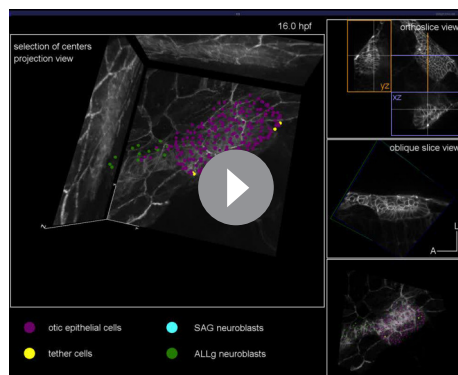 16.0 hpf
selection of centers
projection view
orthoslice view
yz
xz
oblique slice view
L
A
otic epithelial cells
SAG neuroblasts
tether cells
ALLg neuroblasts